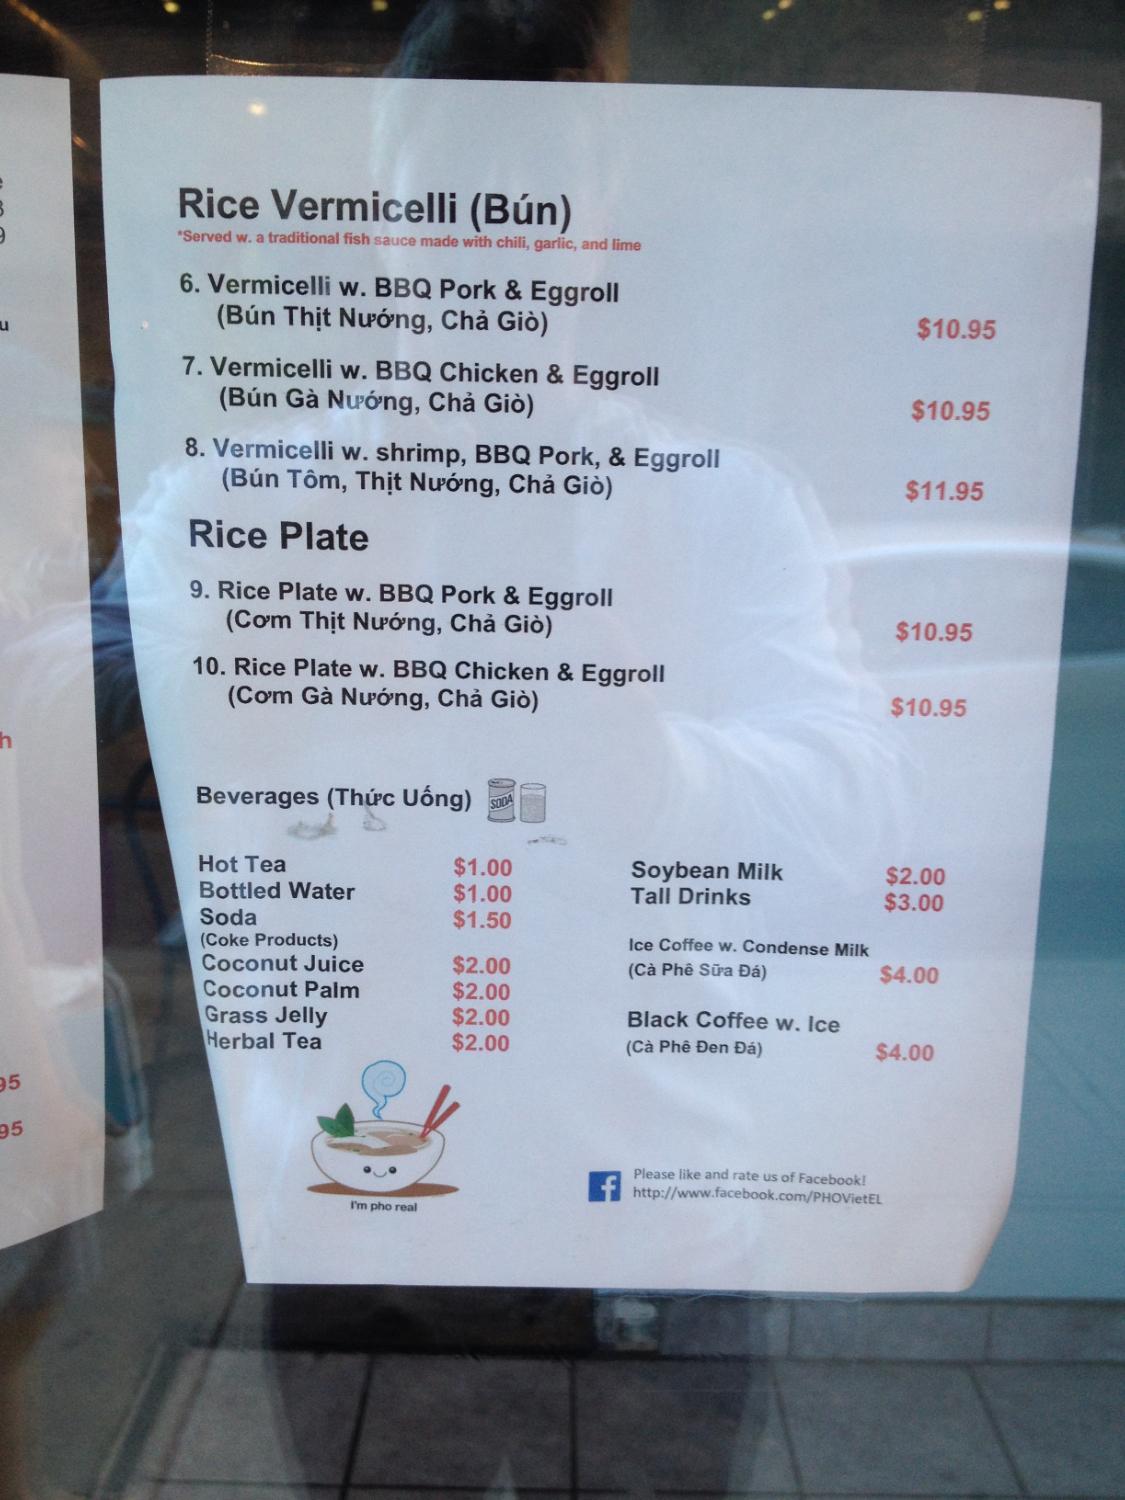 Rice Vermicelli (Bún)
*Served w. a traditional fish sauce made with chili, garlic, and lime
6. Vermicelli w. BBQ Pork & Eggroll
(Bún Thịt Nướng, Chả Giò)
$10.95
7. Vermicelli w. BBQ Chicken & Eggroll
(Bún Gà Nướng, Chả Giò)
$10.95
8. Vermicelli w. shrimp, BBQ Pork, & Eggroll
(Bún Tôm, Thịt Nướng, Chả Giò)
$11.95
Rice Plate
9. Rice Plate w. BBQ Pork & Eggroll
(Cơm Thịt Nướng, Chả Giò)
$10.95
10. Rice Plate w. BBQ Chicken & Eggroll
(Cơm Gà Nướng, Chả Giò)
$10.95
Beverages (Thức Uống)
SODA
Hot Tea $1.00
Bottled Water $1.00
Soda $1.50
(Coke Products)
Coconut Juice $2.00
Coconut Palm $2.00
Grass Jelly $2.00
Herbal Tea $2.00
Soybean Milk $2.00
Tall Drinks $3.00
Ice Coffee w. Condense Milk
(Cà Phê Sữa Đá) $4.00
Black Coffee w. Ice
(Cà Phê Đen Đá) $4.00
I'm pho real
f
Please like and rate us of Facebook!
http://www.facebook.com/PHOVietEL